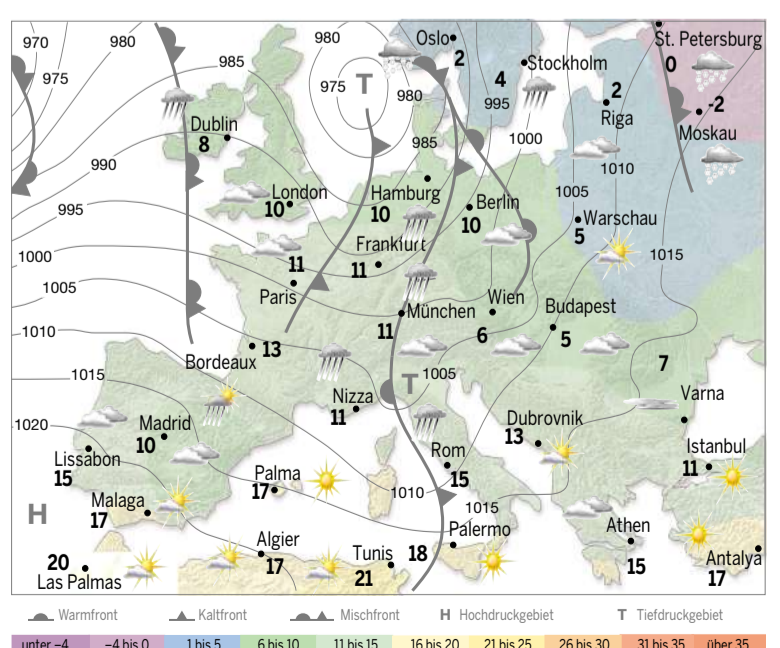 970
980
980
Oslo
2
St. Petersburg
0
975
985
975
T
980
4
995
Stockholm
2
Riga
-2
Moskau
Dublin
8
985
1000
990
1010
London
10
Hamburg
10
Berlin
10
1005
995
Warschau
5
Frankfurt
11
1000
11
Paris
1015
1005
München
11
Wien
6
Budapest
5
1010
Bordeaux
13
1015
T
1005
7
Nizza
11
Varna
1020
Madrid
10
Dubrovnik
13
Lissabon
15
Rom
15
Istanbul
11
Palma
17
1010
Malaga
17
1015
H
Palermo
18
Athen
15
Algier
17
Tunis
21
Antalya
17
20
Las Palmas
Warmfront Kaltfront Mischfront H Hochdruckgebiet T Tiefdruckgebiet
unter –4 –4 bis 0 1 bis 5 6 bis 10 11 bis 15 16 bis 20 21 bis 25 26 bis 30 31 bis 35 über 35